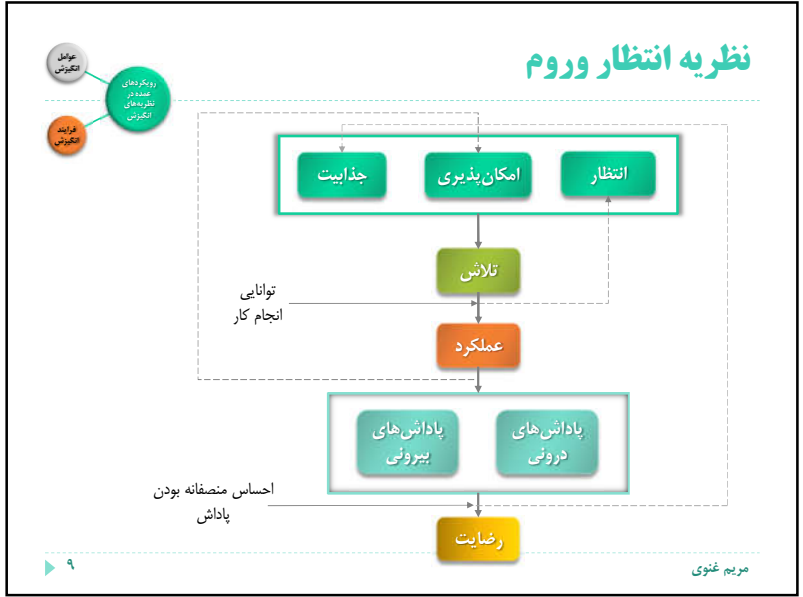 نظریه انتظار وروم
عوامل
انگیزش
رویکردهای
عمده در
نظریه‌های
انگیزش
فرایند
انگیزش
انتظار
امکان‌پذیری
جذابیت
تلاش
توانایی
انجام کار
عملکرد
پاداش‌های
درونی
پاداش‌های
بیرونی
احساس منصفانه بودن
پاداش
رضایت
مریم غنوی
۹